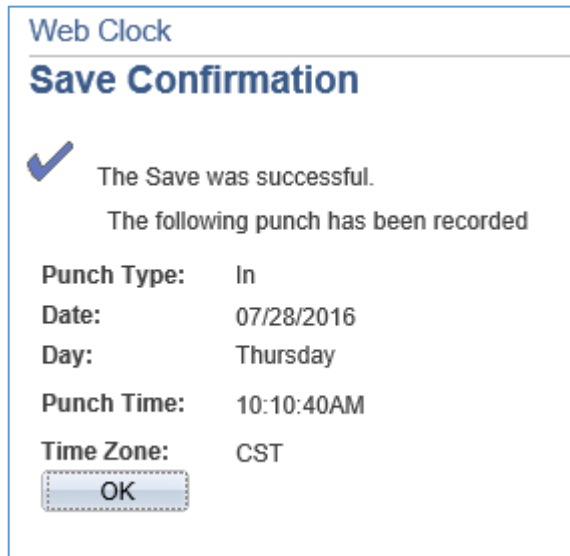 Web Clock
Save Confirmation
The Save was successful.
The following punch has been recorded
Punch Type: In
Date: 07/28/2016
Day: Thursday
Punch Time: 10:10:40AM
Time Zone: CST
OK